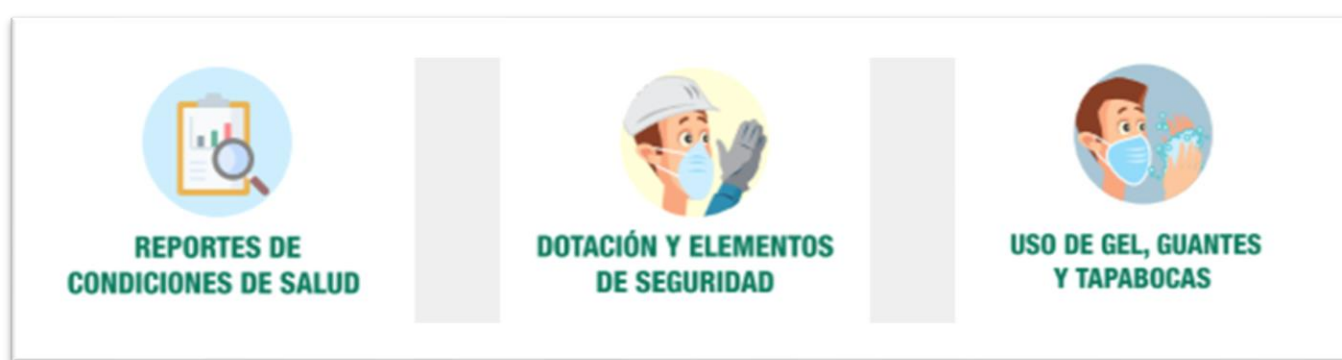 REPORTES DE
CONDICIONES DE SALUD
DOTACIÓN Y ELEMENTOS
DE SEGURIDAD
USO DE GEL, GUANTES
Y TAPABOCAS